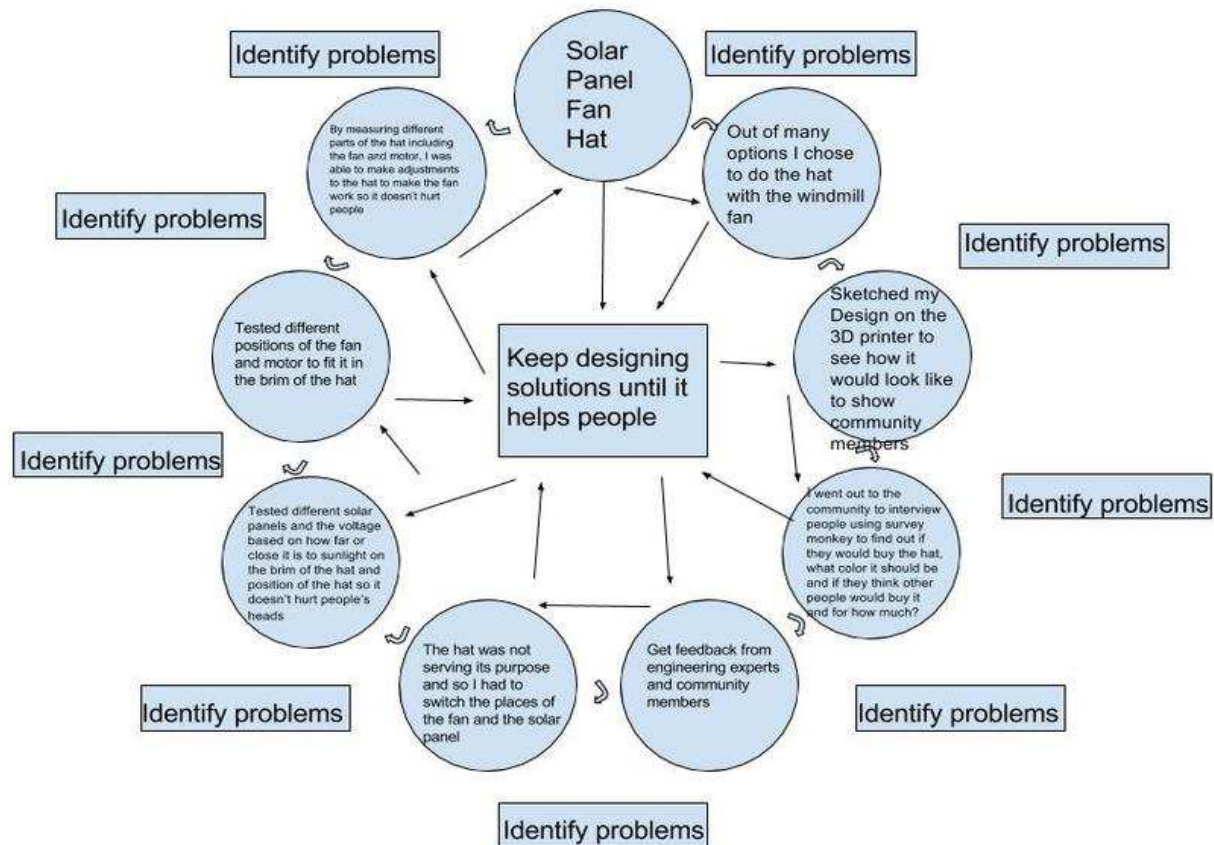 Identify problems
Solar
Panel
Fan
Hat
Identify problems
By measuring different
parts of the hat including
the fan and motor, I was
able to make adjustments
to the hat to make the fan
work so it doesn't hurt
people
Out of many
options I chose
to do the hat
with the windmill
fan
Identify problems
Identify problems
Tested different
positions of the fan
and motor to fit it in
the brim of the hat
Keep designing
solutions until it
helps people
Sketched my
Design on the
3D printer to
see how it
would look like
to show
community
members
Identify problems
Identify problems
Tested different solar
panels and the voltage
based on how far or
close it is to sunlight on
the brim of the hat and
position of the hat so it
doesn't hurt people's
heads
I went out to the
community to interview
people using survey
monkey to find out if
they would buy the hat,
what color it should be
and if they think other
people would buy it
and for how much?
The hat was not
serving its purpose
and so I had to
switch the places of
the fan and the solar
panel
Get feedback from
engineering experts
and community
members
Identify problems
Identify problems
Identify problems